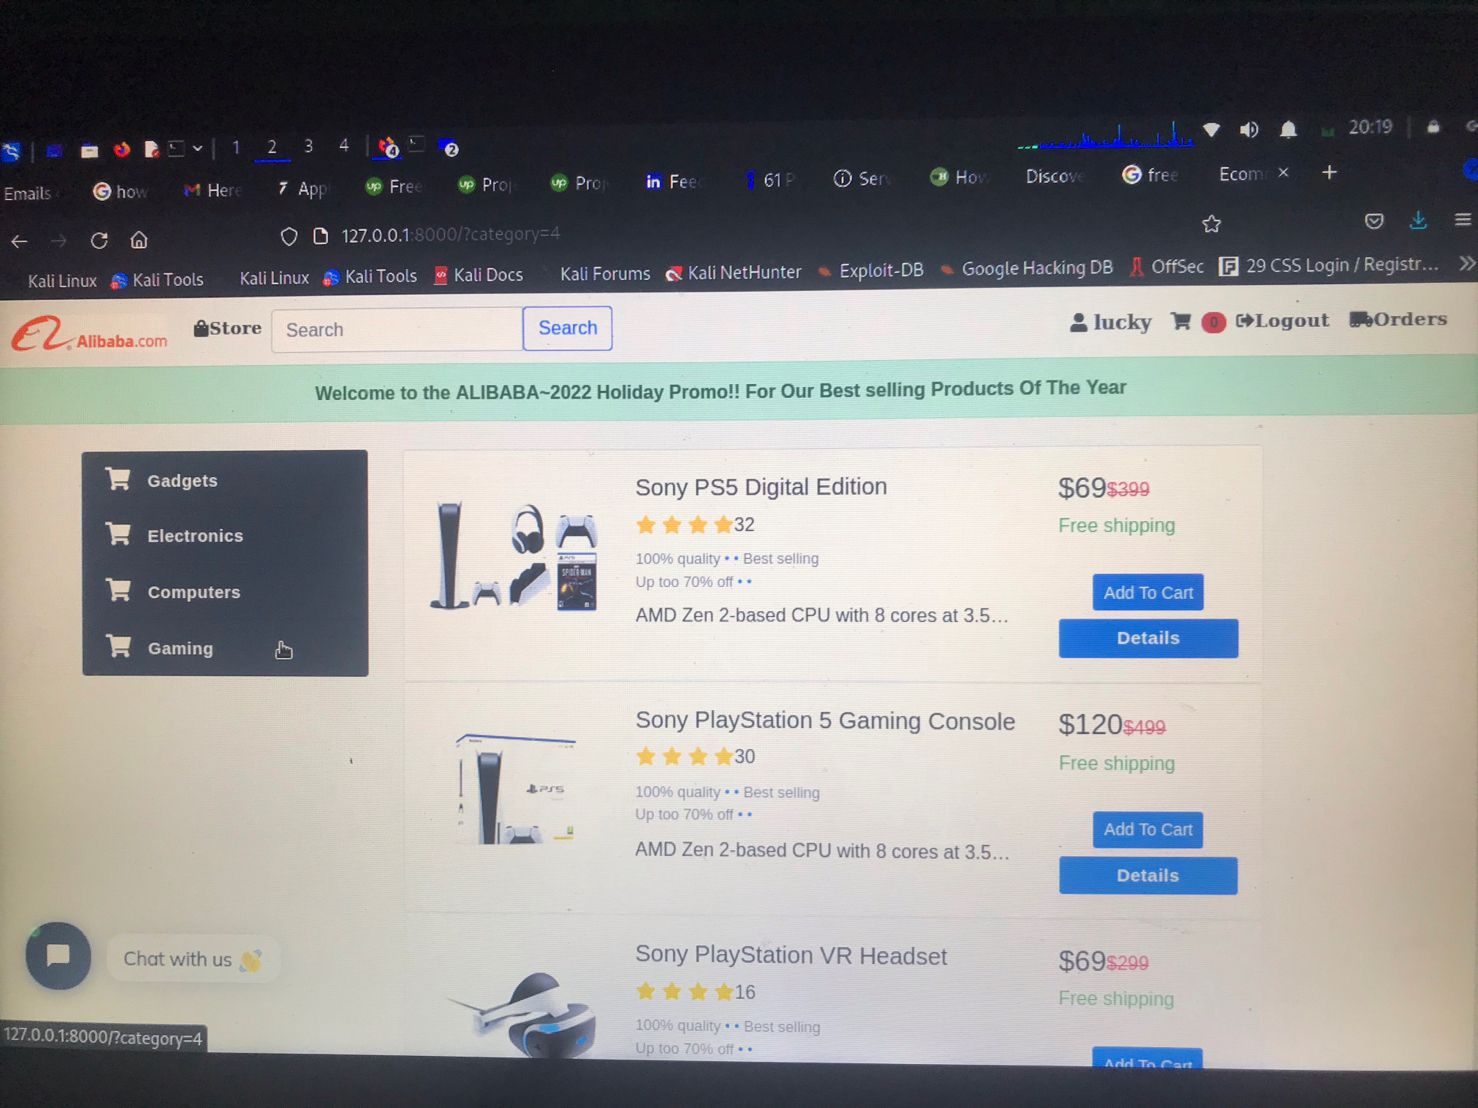 1 2 3 4
4
2
20:19
Emails
how
Here
App
Free
Proj
Proj
in Feed
61 P
Serv
How
Discove
free
Ecom
127.0.0.1:8000/?category=4
Kali Linux Kali Tools Kali Linux Kali Tools Kali Docs Kali Forums Kali NetHunter Exploit-DB Google Hacking DB OffSec 29 CSS Login / Registr...
Alibaba.com
Store
Search
Search
lucky
0
Logout
Orders
Welcome to the ALIBABA~2022 Holiday Promo!! For Our Best selling Products Of The Year
Gadgets
Electronics
Computers
Gaming
Sony PS5 Digital Edition
32
100% quality • • Best selling
Up too 70% off • •
AMD Zen 2-based CPU with 8 cores at 3.5...
$69$399
Free shipping
Add To Cart
Details
SPIDER-MAN
Sony PlayStation 5 Gaming Console
30
100% quality • • Best selling
Up too 70% off • •
AMD Zen 2-based CPU with 8 cores at 3.5...
$120$499
Free shipping
Add To Cart
Details
PS5
Sony PlayStation VR Headset
16
100% quality • • Best selling
Up too 70% off • •
$69$299
Free shipping
Add To Cart
Chat with us
127.0.0.1:8000/?category=4